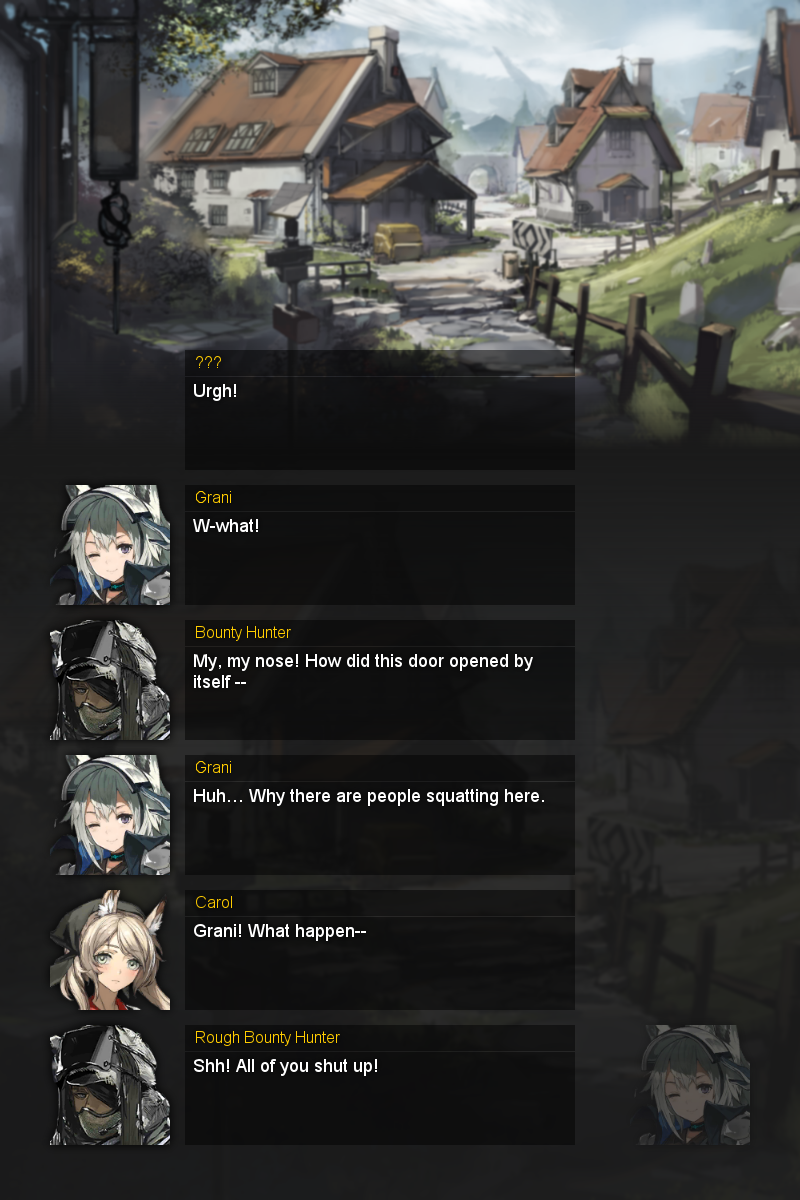 ???
Urgh!
Grani
W-what!
Bounty Hunter
My, my nose! How did this door opened by
itself --
Grani
Huh… Why there are people squatting here.
Carol
Grani! What happen--
Rough Bounty Hunter
Shh! All of you shut up!